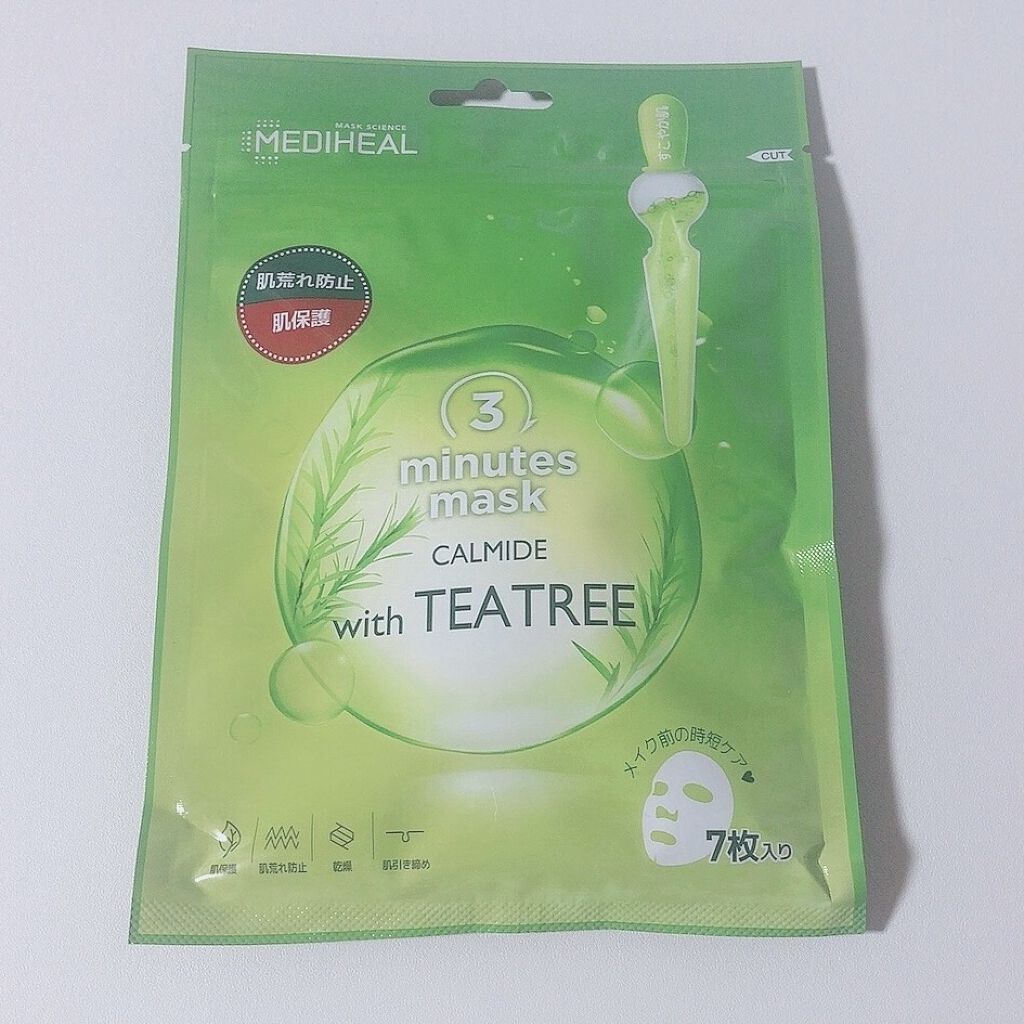 MASK SCIENCE
MEDIHEAL
すこやか肌
CUT
肌荒れ防止
肌保護
3
minutes
mask
CALMIDE
with TEATREE
メイク前の時短ケア♥
7枚入り
肌保護
肌荒れ防止
乾燥
肌引き締め